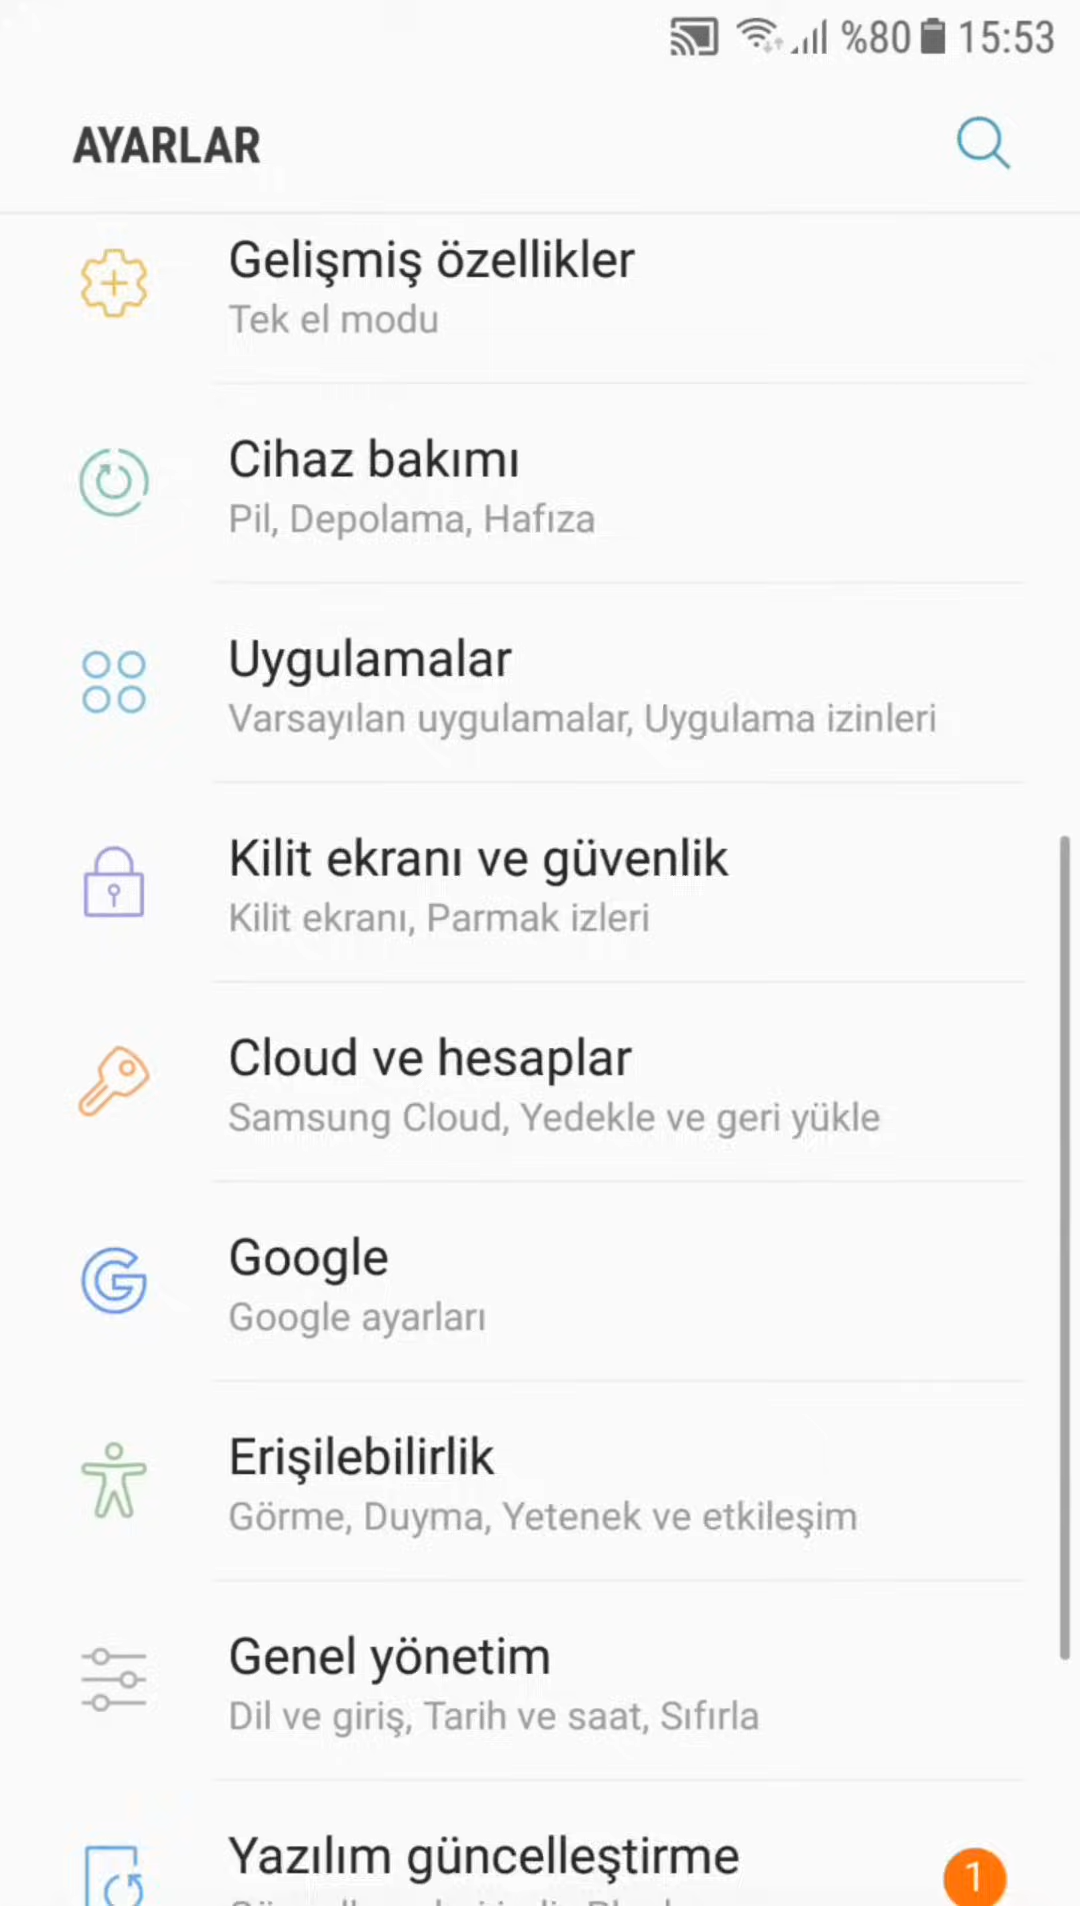 %80 15:53
AYARLAR
Gelişmiş özellikler
Tek el modu
Cihaz bakımı
Pil, Depolama, Hafıza
Uygulamalar
Varsayılan uygulamalar, Uygulama izinleri
Kilit ekranı ve güvenlik
Kilit ekranı, Parmak izleri
Cloud ve hesaplar
Samsung Cloud, Yedekle ve geri yükle
Google
Google ayarları
Erişilebilirlik
Görme, Duyma, Yetenek ve etkileşim
Genel yönetim
Dil ve giriş, Tarih ve saat, Sıfırla
Yazılım güncelleştirme
1